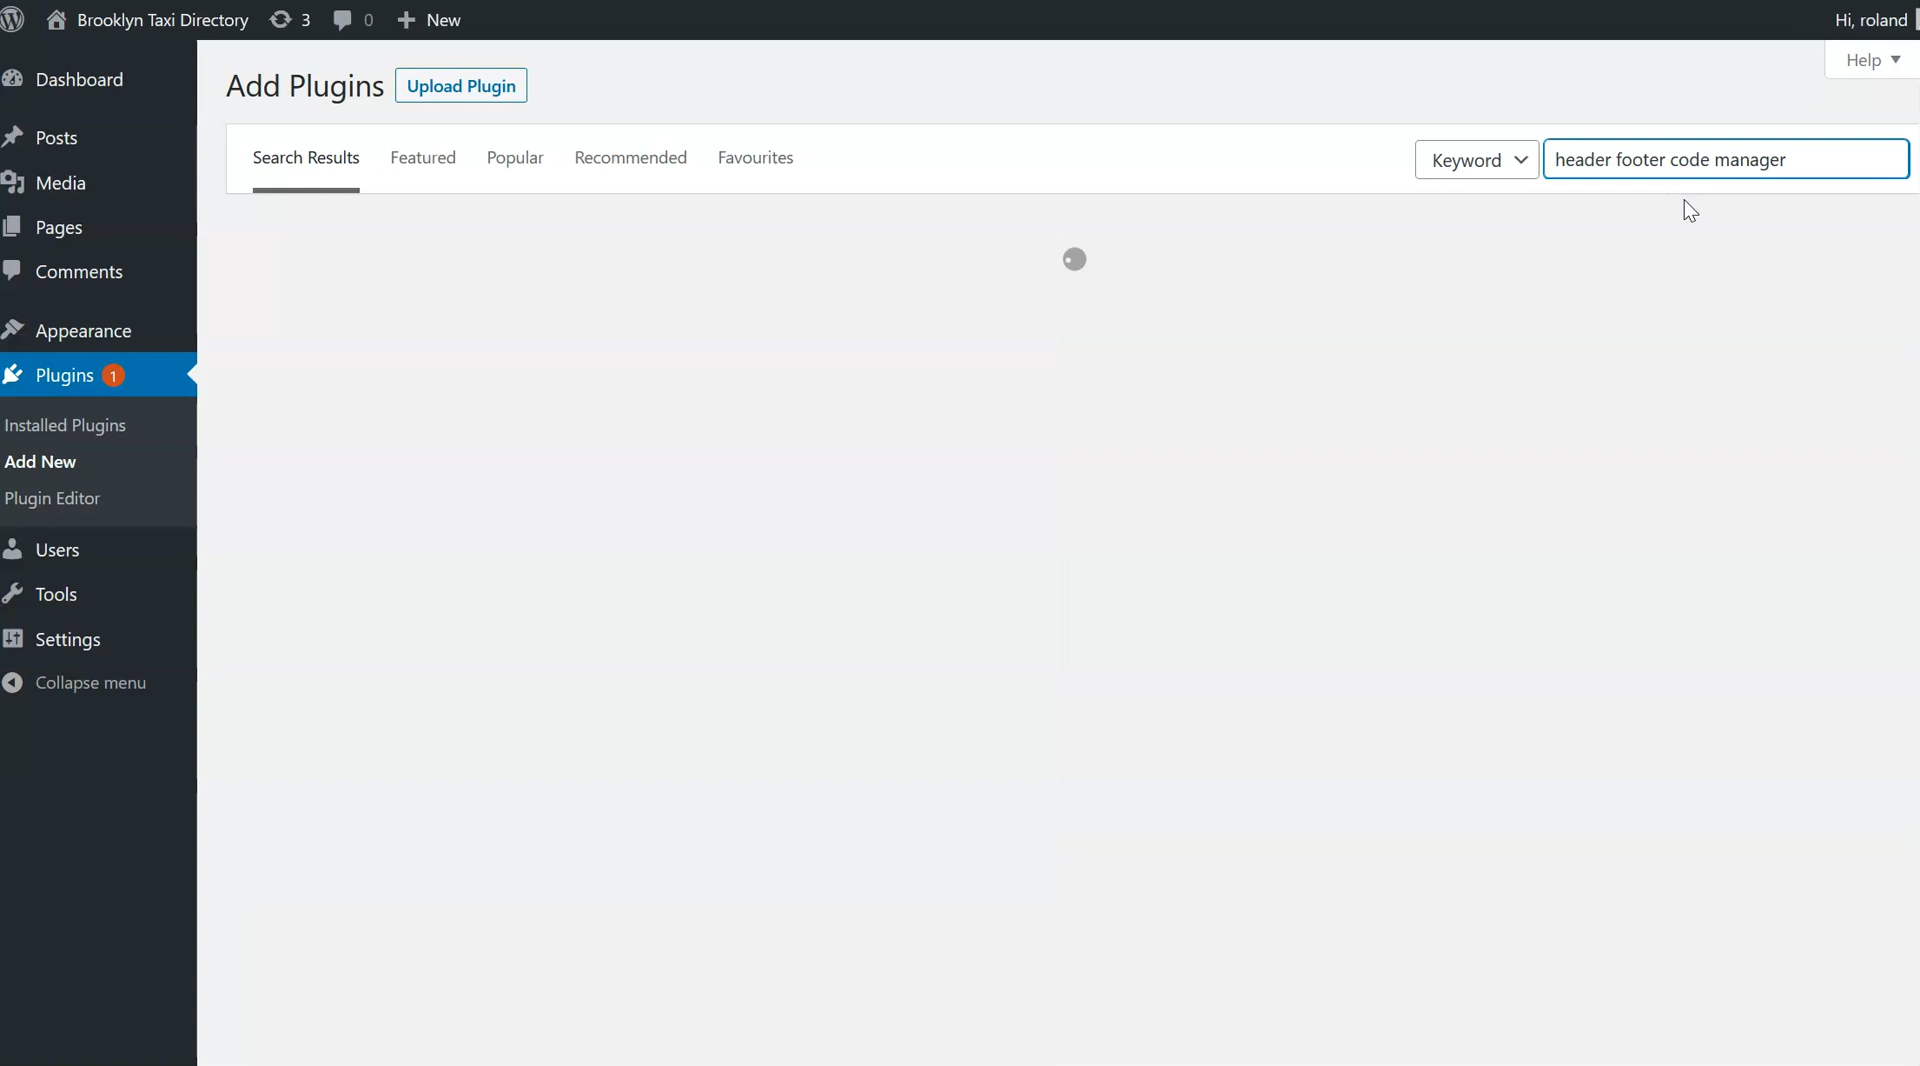 Brooklyn Taxi Directory 3 0 New Hi, roland
Help
Dashboard
Posts
Media
Pages
Comments
Appearance
Plugins 1
Installed Plugins
Add New
Plugin Editor
Users
Tools
Settings
Collapse menu
Add Plugins Upload Plugin
Search Results Featured Popular Recommended Favourites Keyword header footer code manager